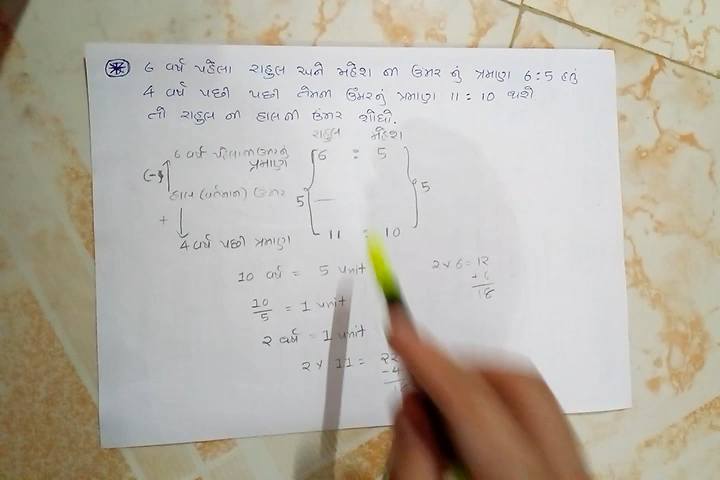 6 વર્ષ પહેલા રાહુલ અને મહેશ ની ઉંમર નું પ્રમાણ 6:5 હતું
4 વર્ષ પછી પછી તેમની ઉંમરનું પ્રમાણ 11:10 થશે
તો રાહુલ ની હાલની ઉંમર શોધો.
રાહુલ મહેશ
6 વર્ષ પહેલાની ઉંમરનું પ્રમાણ 6 : 5
હાલ (વર્તમાન) ઉંમર 5 — 5
+
4 વર્ષ પછી પ્રમાણ 11 : 10
10 વર્ષ = 5 unit
10/5 = 1 unit
2 વર્ષ = 1 unit
2 × 11 = 22
-4
2 × 6 = 12
+ 6
18